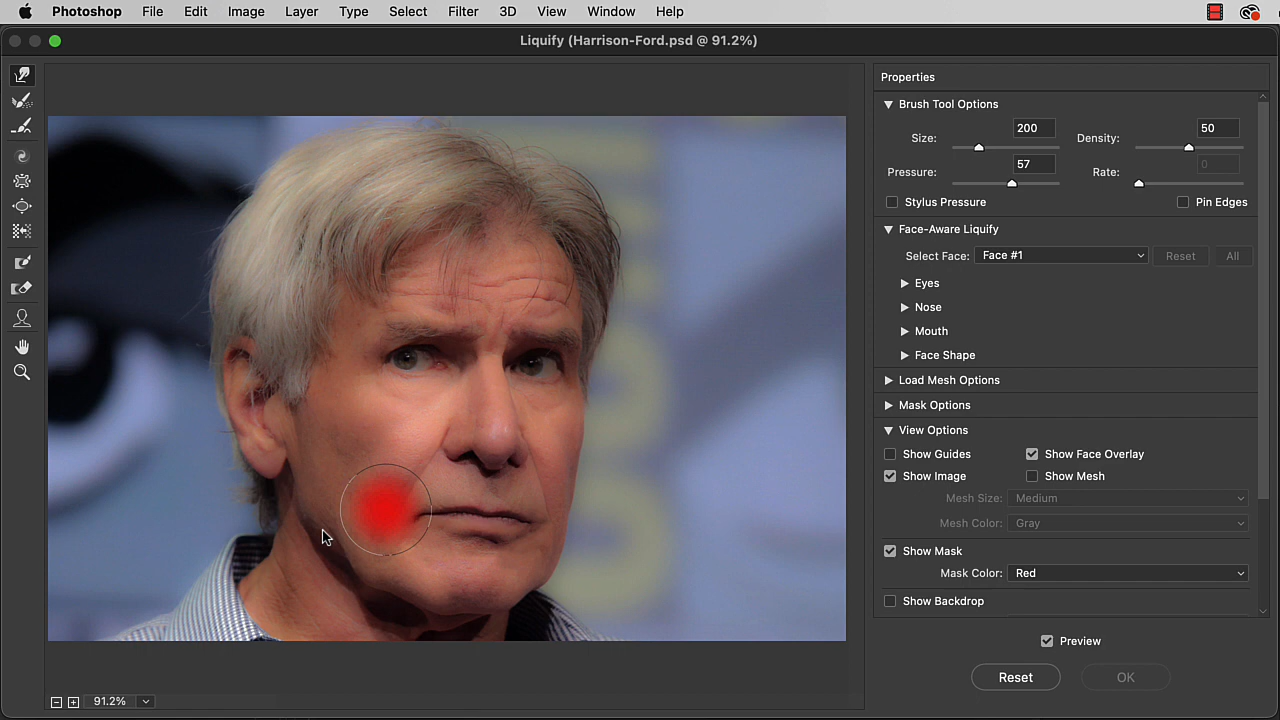 Photoshop File Edit Image Layer Type Select Filter 3D View Window Help
Liquify (Harrison-Ford.psd @ 91.2%)
Properties
Brush Tool Options
Size: 200 Density: 50
Pressure: 57 Rate: 0
Stylus Pressure Pin Edges
Face-Aware Liquify
Select Face: Face #1 Reset All
Eyes
Nose
Mouth
Face Shape
Load Mesh Options
Mask Options
View Options
Show Guides Show Face Overlay
Show Image Show Mesh
Mesh Size: Medium
Mesh Color: Gray
Show Mask
Mask Color: Red
Show Backdrop
Preview
Reset OK
91.2%